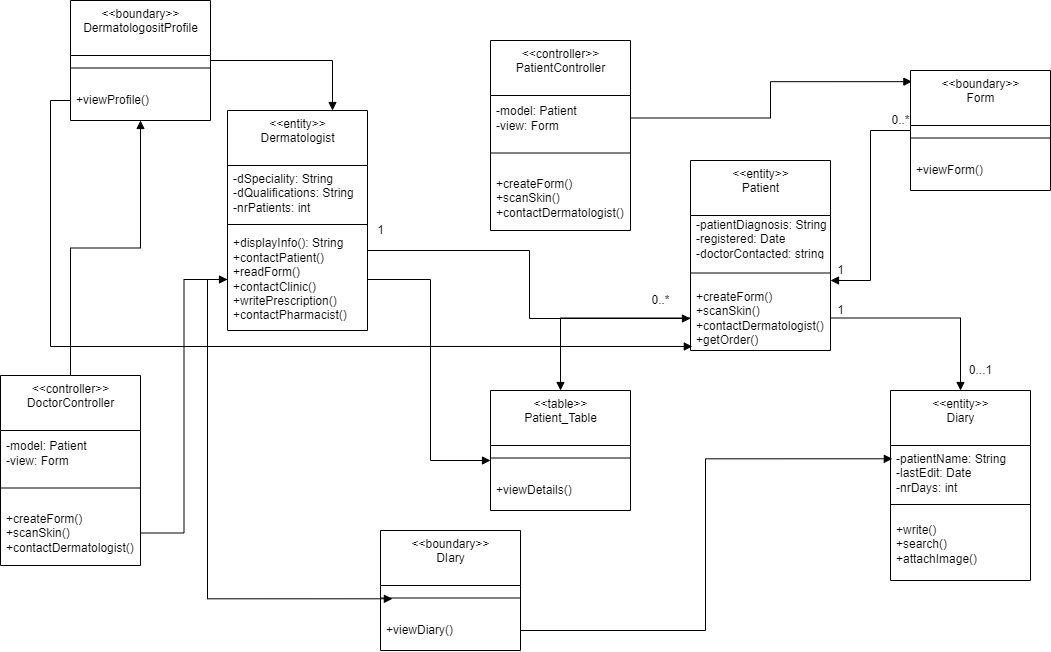 <<boundary>>
DermatologositProfile
+viewProfile()
<<controller>>
PatientController
-model: Patient
-view: Form
+createForm()
+scanSkin()
+contactDermatologist()
<<boundary>>
Form
+viewForm()
0..*
<<entity>>
Dermatologist
-dSpeciality: String
-dQualifications: String
-nrPatients: int
+displayInfo(): String
+contactPatient()
+readForm()
+contactClinic()
+writePrescription()
+contactPharmacist()
1
0..*
<<entity>>
Patient
-patientDiagnosis: String
-registered: Date
-doctorContacted: string
+createForm()
+scanSkin()
+contactDermatologist()
+getOrder()
1
1
0...1
<<controller>>
DoctorController
-model: Patient
-view: Form
+createForm()
+scanSkin()
+contactDermatologist()
<<table>>
Patient_Table
+viewDetails()
<<entity>>
Diary
-patientName: String
-lastEdit: Date
-nrDays: int
+write()
+search()
+attachImage()
<<boundary>>
DIary
+viewDiary()